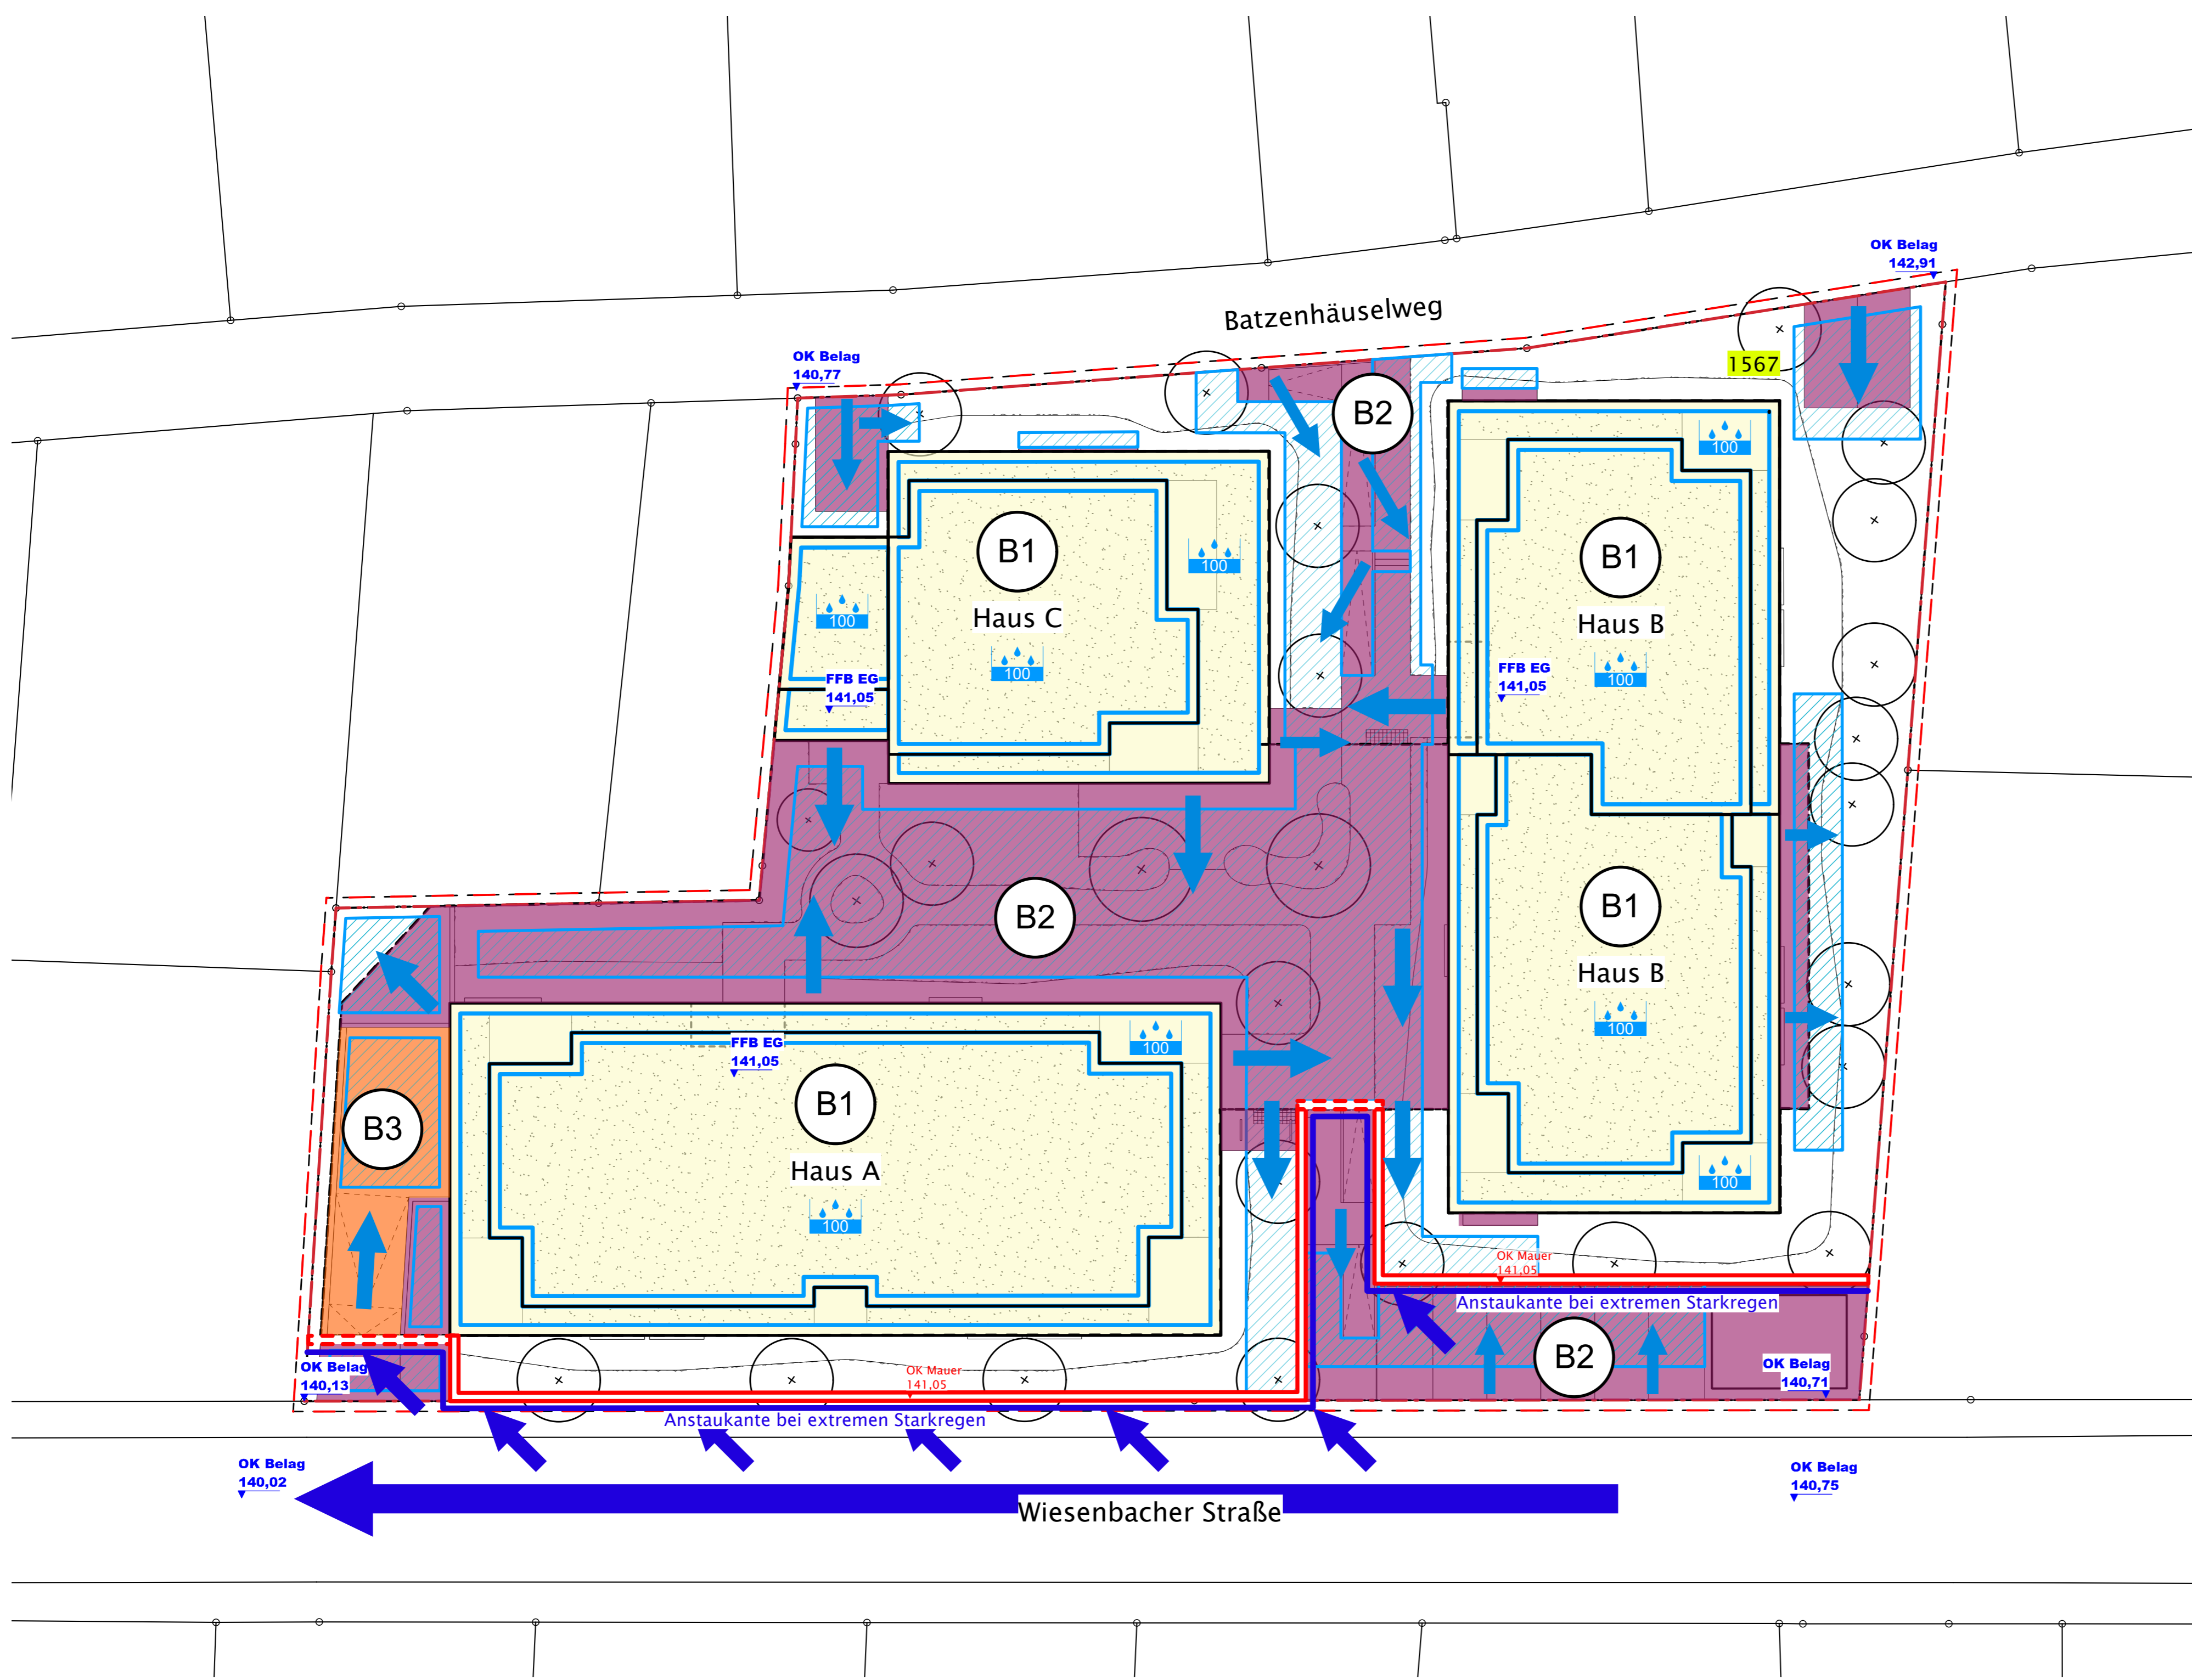 OK Belag
142,91
Batzenhäuselweg
OK Belag
140,77
1567
B2
100
B1
Haus C
100
100
100
B1
Haus B
100
FFB EG
141,05
FFB EG
141,05
B2
B1
Haus B
100
FFB EG
141,05
100
B1
Haus A
100
B3
100
OK Mauer
141,05
Anstaukante bei extremen Starkregen
B2
OK Belag
140,71
OK Belag
140,13
OK Mauer
141,05
Anstaukante bei extremen Starkregen
OK Belag
140,02
OK Belag
140,75
Wiesenbacher Straße